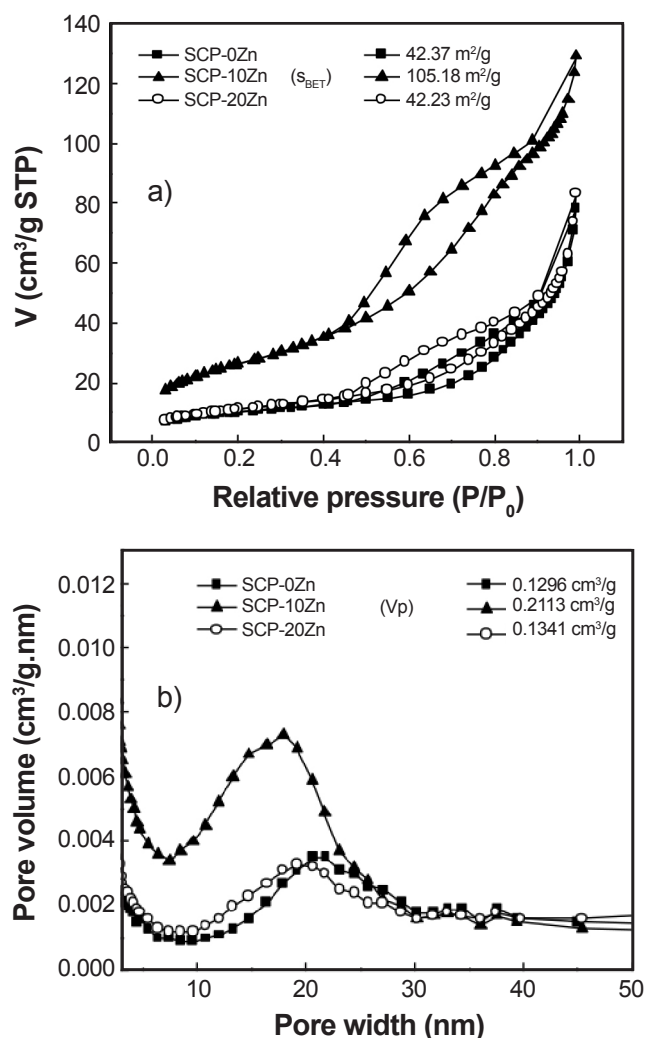 140
120
100
80
60
40
20
0
V (cm³/g STP)
SCP-0Zn 42.37 m²/g
SCP-10Zn (s_BET) 105.18 m²/g
SCP-20Zn 42.23 m²/g
a)
0.0 0.2 0.4 0.6 0.8 1.0
Relative pressure (P/P₀)
0.012
0.010
0.008
0.006
0.004
0.002
0.000
Pore volume (cm³/g.nm)
SCP-0Zn 0.1296 cm³/g
SCP-10Zn (Vp) 0.2113 cm³/g
SCP-20Zn 0.1341 cm³/g
b)
10 20 30 40 50
Pore width (nm)